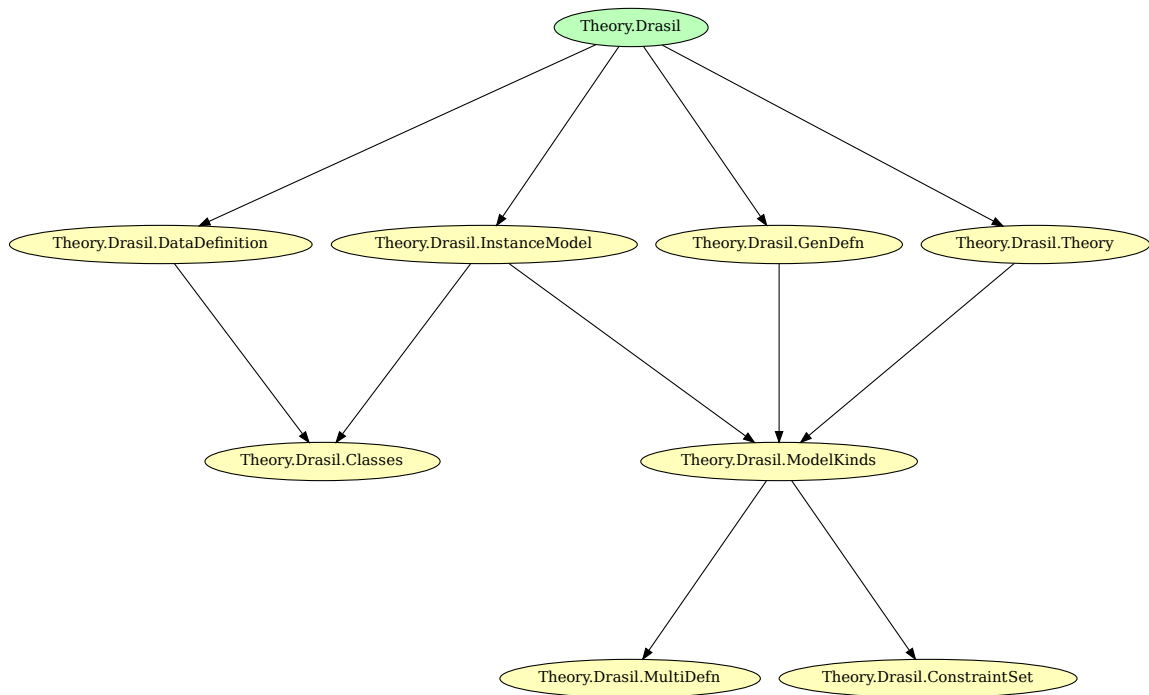 Theory.Drasil
Theory.Drasil.DataDefinition
Theory.Drasil.InstanceModel
Theory.Drasil.GenDefn
Theory.Drasil.Theory
Theory.Drasil.Classes
Theory.Drasil.ModelKinds
Theory.Drasil.MultiDefn
Theory.Drasil.ConstraintSet